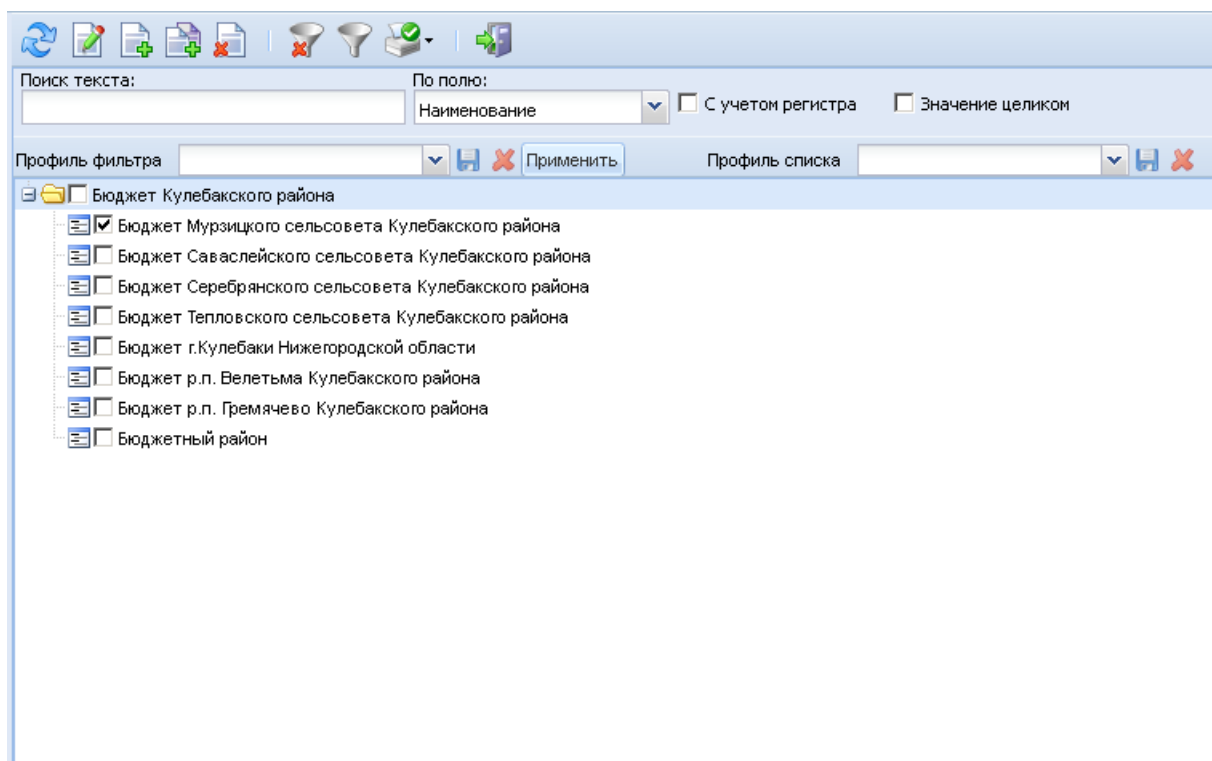 Поиск текста:
По полю:
Наименование
С учетом регистра
Значение целиком
Профиль фильтра
Применить
Профиль списка
Бюджет Кулебакского района
Бюджет Мурзицкого сельсовета Кулебакского района
Бюджет Саваслейского сельсовета Кулебакского района
Бюджет Серебрянского сельсовета Кулебакского района
Бюджет Тепловского сельсовета Кулебакского района
Бюджет г.Кулебаки Нижегородской области
Бюджет р.п. Велетьма Кулебакского района
Бюджет р.п. Гремячево Кулебакского района
Бюджетный район